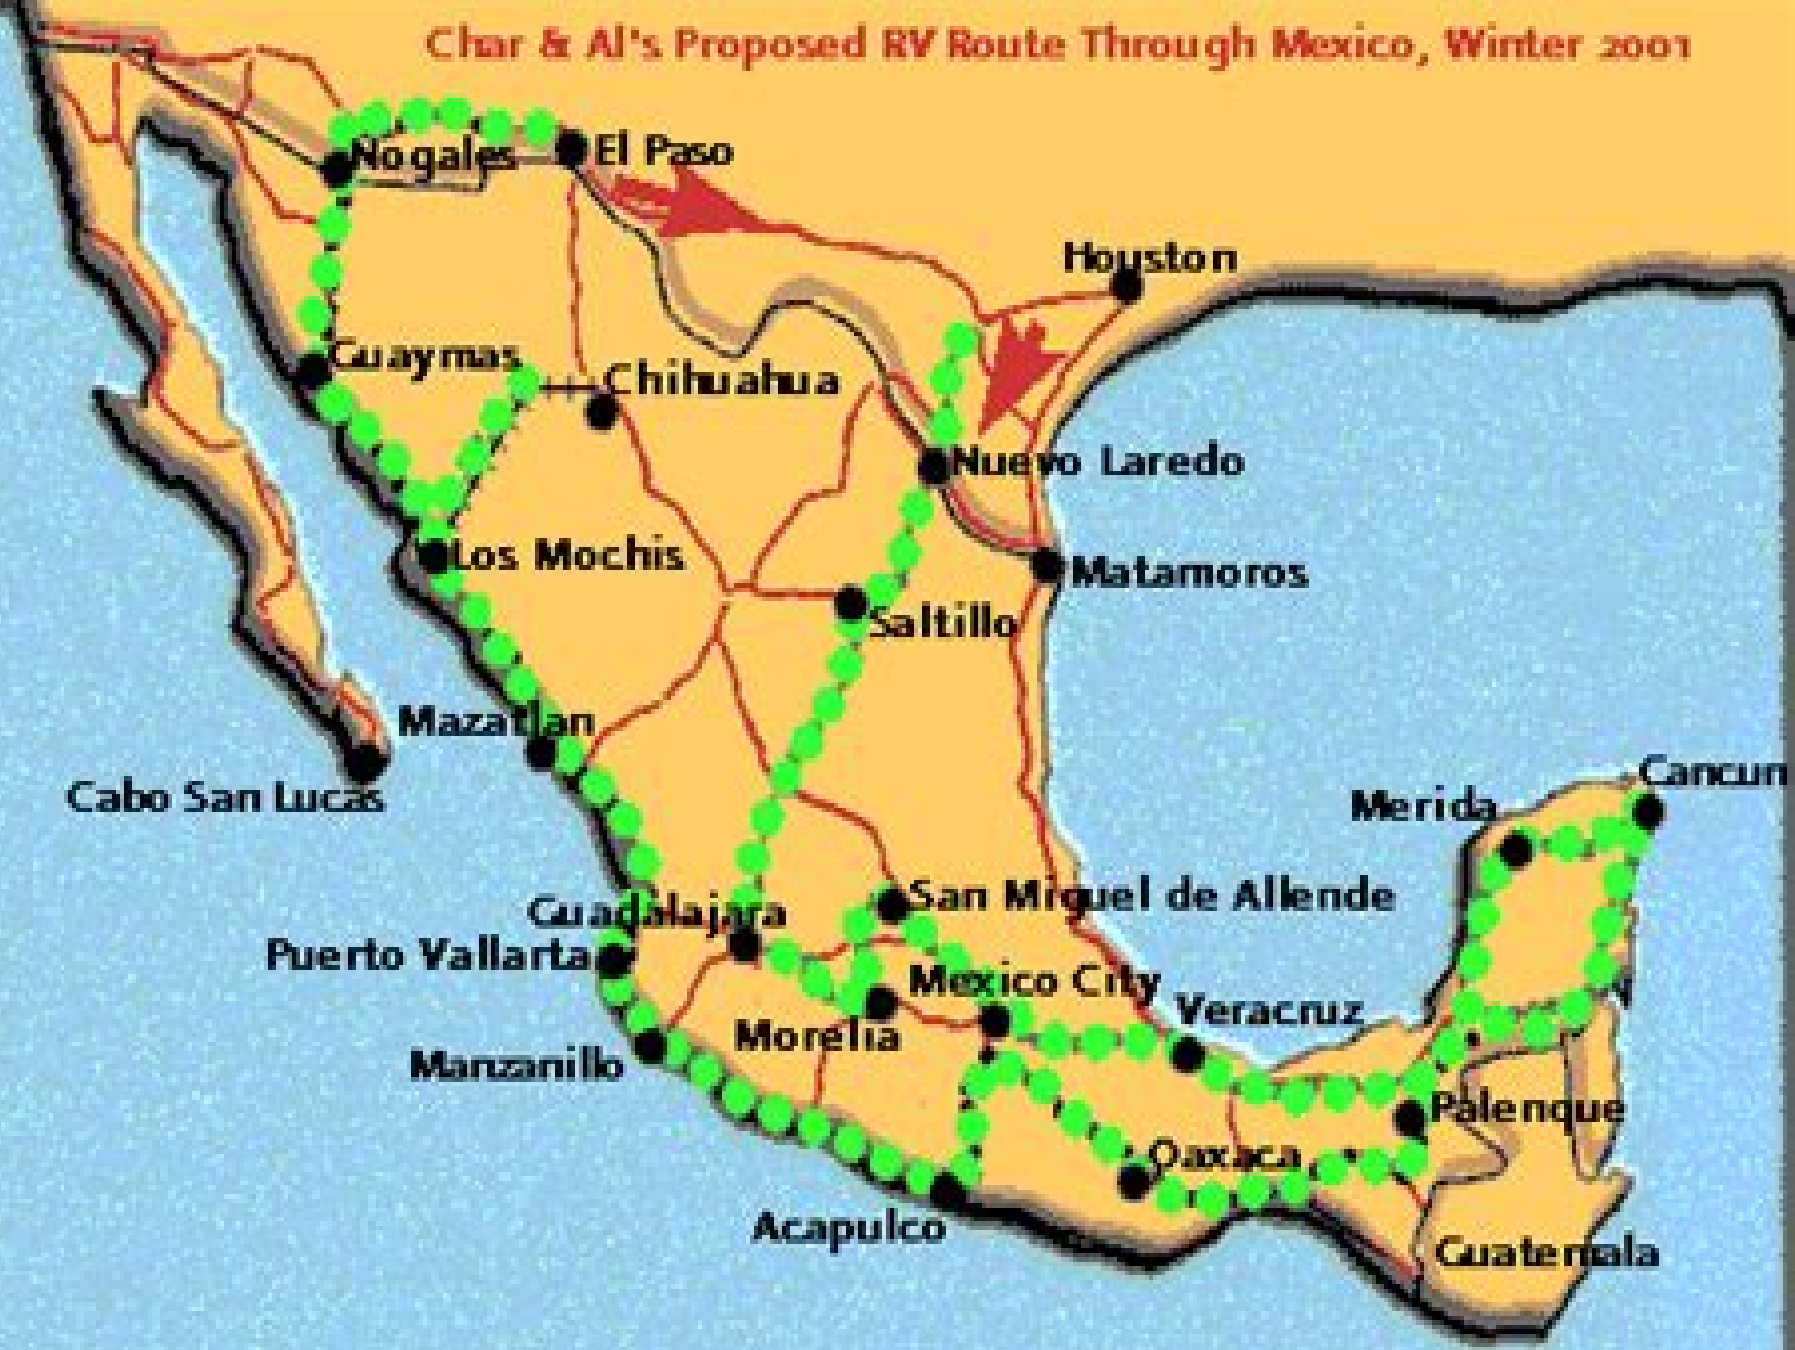 Char & Al's Proposed RV Route Through Mexico, Winter 2001
Nogales
El Paso
Houston
Guaymas
Chihuahua
Nuevo Laredo
Los Mochis
Matamoros
Saltillo
Mazatlan
Cabo San Lucas
Cancun
Merida
San Miguel de Allende
Guadalajara
Puerto Vallarta
Mexico City
Veracruz
Morelia
Manzanillo
Palenque
Oaxaca
Acapulco
Guatemala